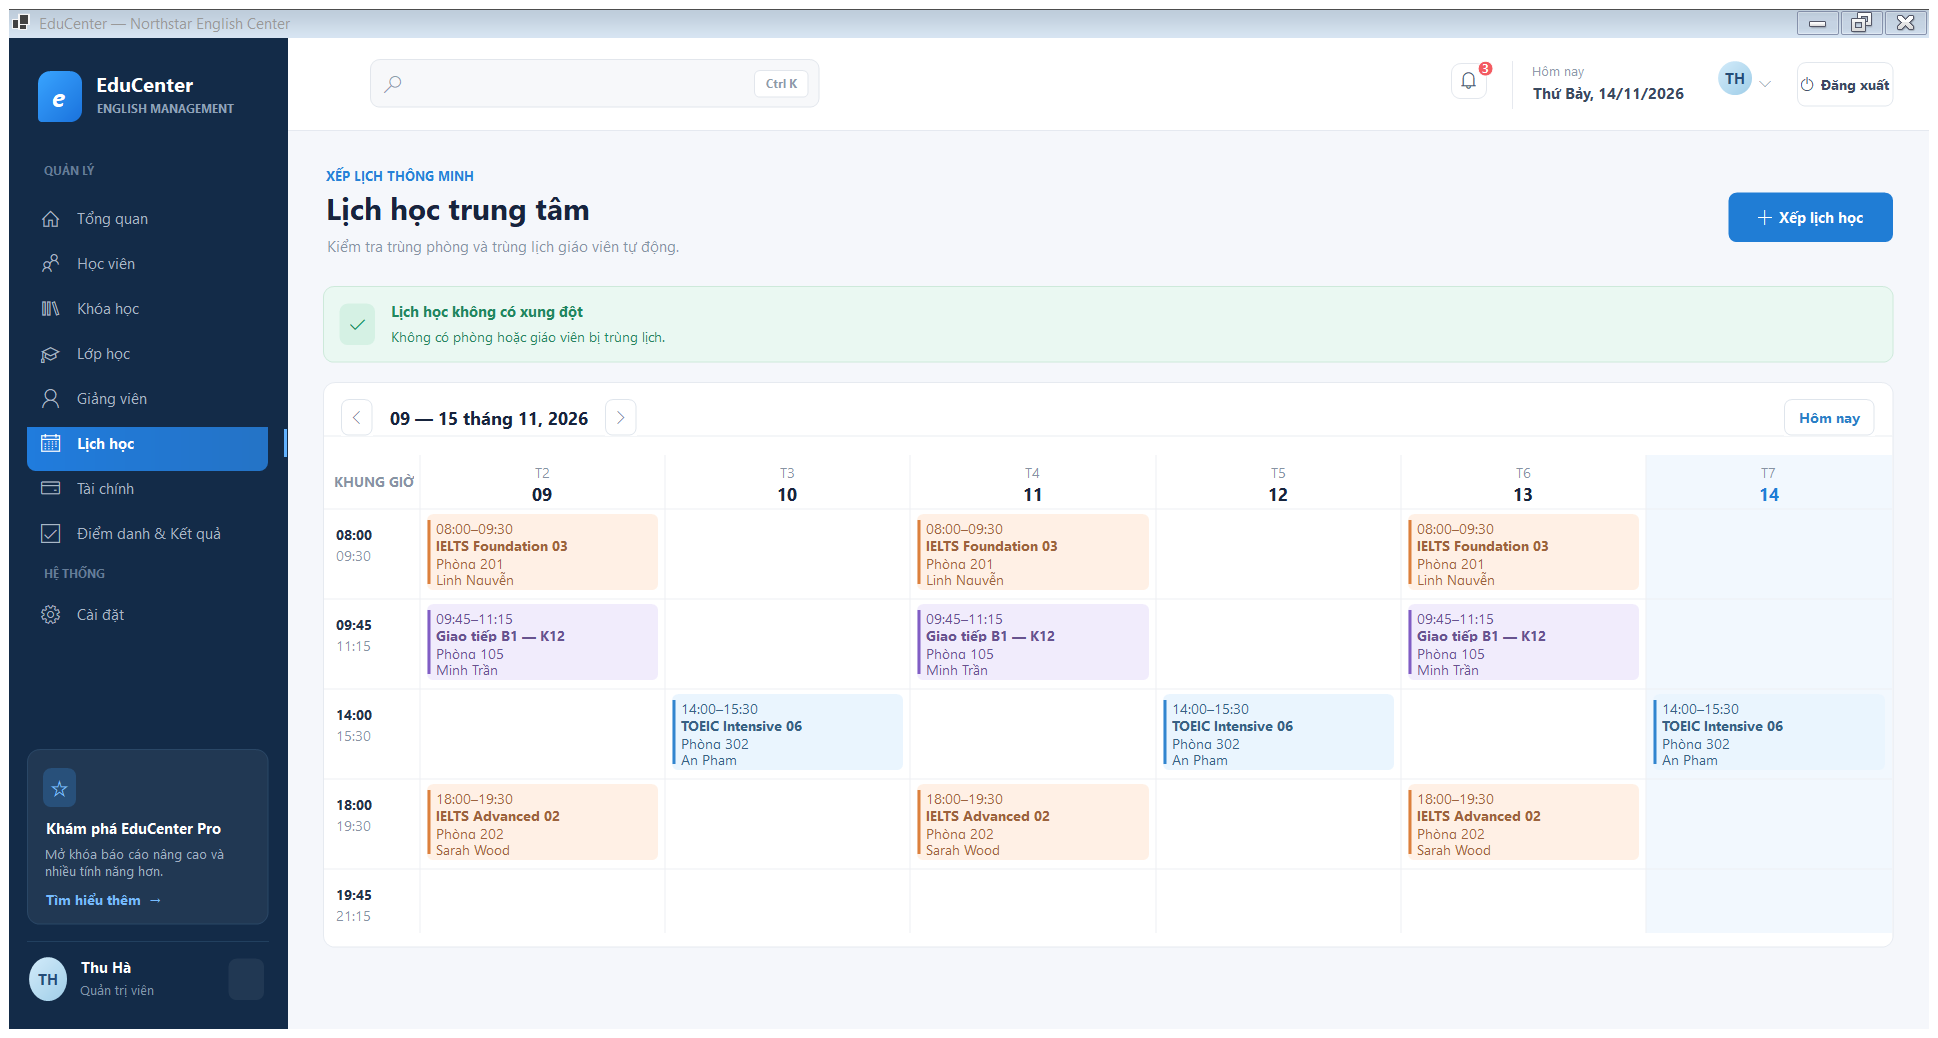 EduCenter — Northstar English Center
e
EduCenter
ENGLISH MANAGEMENT
QUẢN LÝ
Tổng quan
Học viên
Khóa học
Lớp học
Giảng viên
Lịch học
Tài chính
Điểm danh & Kết quả
HỆ THỐNG
Cài đặt
Khám phá EduCenter Pro
Mở khóa báo cáo nâng cao và
nhiều tính năng hơn.
Tìm hiểu thêm →
TH
Thu Hà
Quản trị viên
Ctrl K
3
Hôm nay
Thứ Bảy, 14/11/2026
TH
Đăng xuất
XẾP LỊCH THÔNG MINH
Lịch học trung tâm
Kiểm tra trùng phòng và trùng lịch giáo viên tự động.
Xếp lịch học
Lịch học không có xung đột
Không có phòng hoặc giáo viên bị trùng lịch.
09 — 15 tháng 11, 2026
Hôm nay
KHUNG GIỜ
T2
09
T3
10
T4
11
T5
12
T6
13
T7
14
08:00
09:30
08:00–09:30
IELTS Foundation 03
Phòng 201
Linh Nguyễn
08:00–09:30
IELTS Foundation 03
Phòng 201
Linh Nguyễn
08:00–09:30
IELTS Foundation 03
Phòng 201
Linh Nguyễn
09:45
11:15
09:45–11:15
Giao tiếp B1 — K12
Phòng 105
Minh Trần
09:45–11:15
Giao tiếp B1 — K12
Phòng 105
Minh Trần
09:45–11:15
Giao tiếp B1 — K12
Phòng 105
Minh Trần
14:00
15:30
14:00–15:30
TOEIC Intensive 06
Phòng 302
An Phạm
14:00–15:30
TOEIC Intensive 06
Phòng 302
An Phạm
14:00–15:30
TOEIC Intensive 06
Phòng 302
An Phạm
18:00
19:30
18:00–19:30
IELTS Advanced 02
Phòng 202
Sarah Wood
18:00–19:30
IELTS Advanced 02
Phòng 202
Sarah Wood
18:00–19:30
IELTS Advanced 02
Phòng 202
Sarah Wood
19:45
21:15